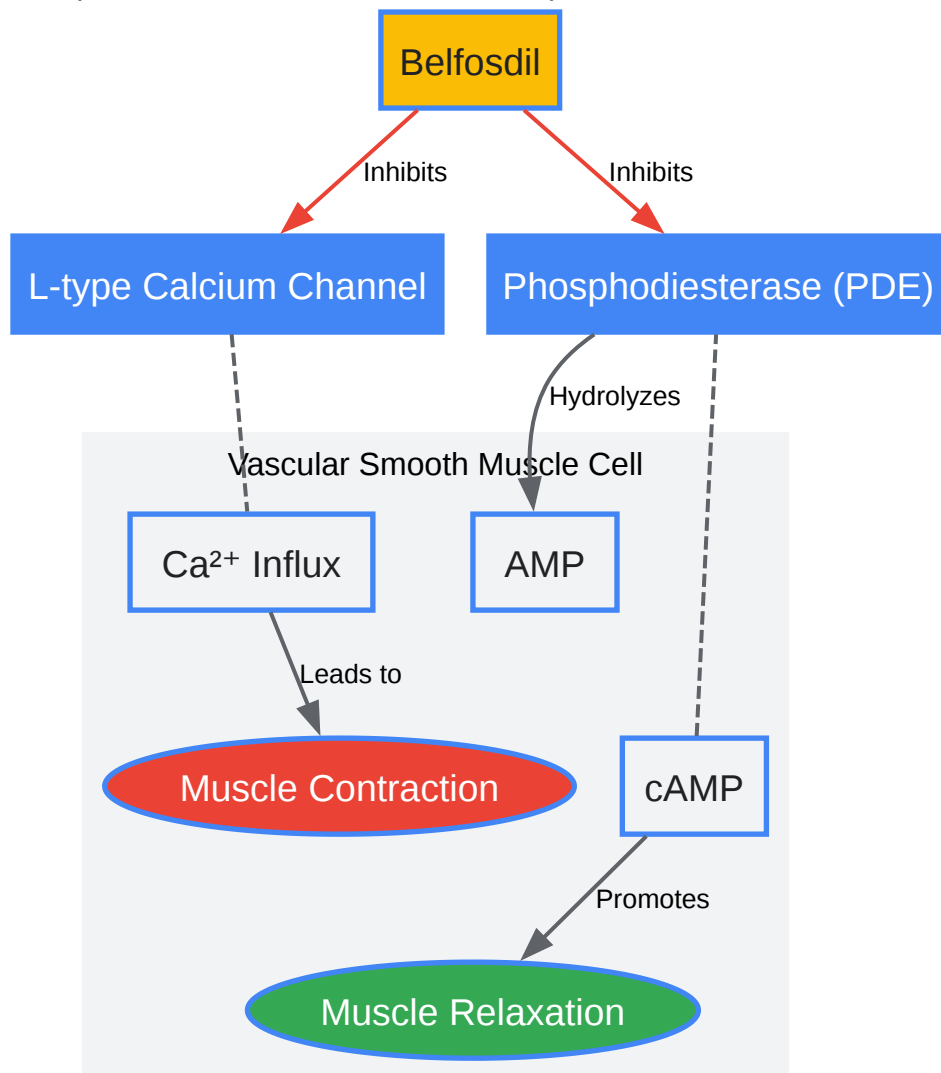 Belfosdil
Inhibits
Inhibits
L-type Calcium Channel
Phosphodiesterase (PDE)
Hydrolyzes
Vascular Smooth Muscle Cell
Ca²⁺ Influx
AMP
Leads to
Muscle Contraction
cAMP
Promotes
Muscle Relaxation